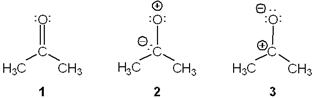 :O: ⊕ :O: ⊖ :O:
⊖ : ⊕
C C C
H₃C CH₃ H₃C CH₃ H₃C CH₃
1 2 3